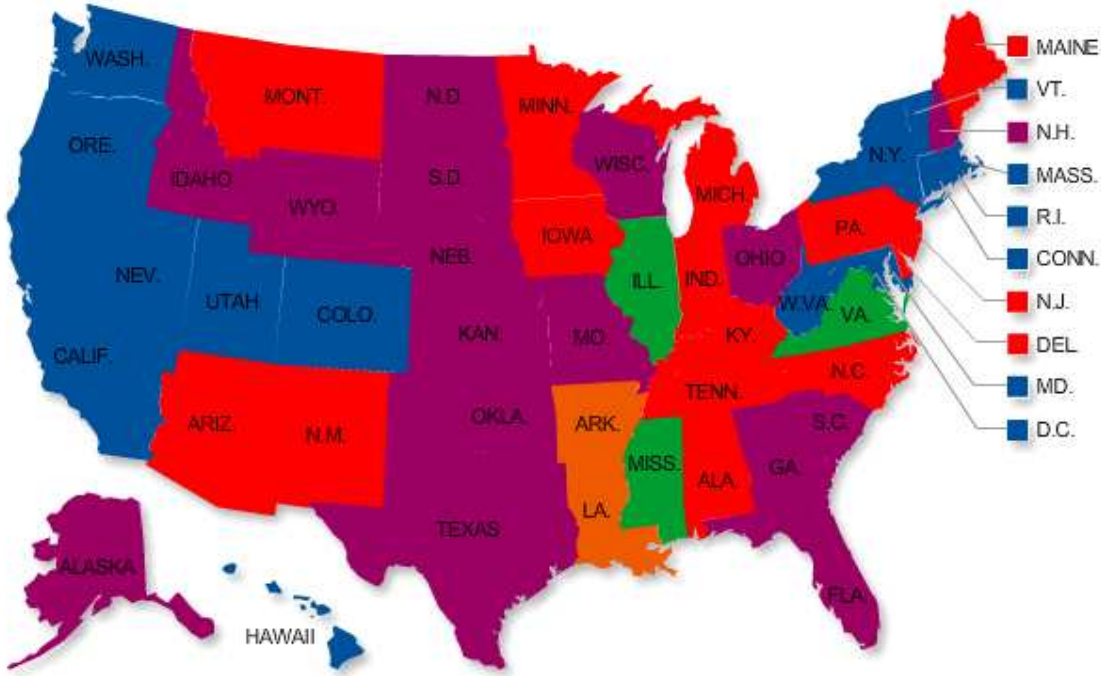 WASH.
MONT.
N.D.
MINN.
MAINE
VT.
N.H.
ORE.
IDAHO
WYO.
S.D.
WISC.
MICH.
N.Y.
MASS.
R.I.
CONN.
NEV.
UTAH
COLO.
NEB.
IOWA
ILL.
IND.
OHIO
PA.
W.VA.
VA.
N.J.
DEL.
MD.
D.C.
CALIF.
KAN.
MO.
KY.
ARIZ.
N.M.
OKLA.
ARK.
TENN.
N.C.
S.C.
MISS.
ALA.
GA.
TEXAS
LA.
FLA.
ALASKA
HAWAII